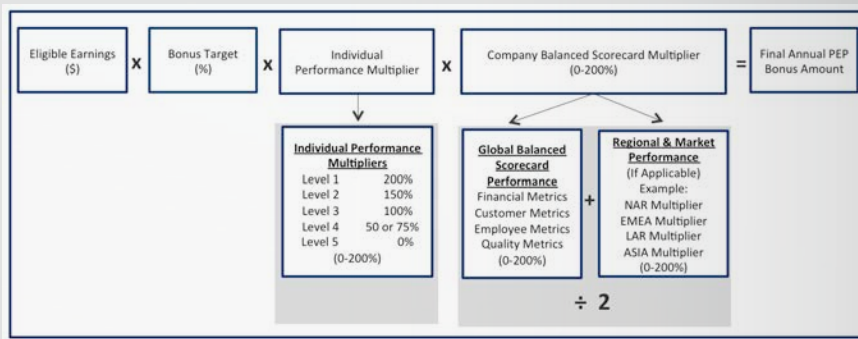 Eligible Earnings
($)
x
Bonus Target
(%)
x
Individual
Performance Multiplier
x
Company Balanced Scorecard Multiplier
(0-200%)
=
Final Annual PEP
Bonus Amount
Individual Performance
Multipliers
Level 1 200%
Level 2 150%
Level 3 100%
Level 4 50 or 75%
Level 5 0%
(0-200%)
Global Balanced
Scorecard
Performance
Financial Metrics
Customer Metrics
Employee Metrics
Quality Metrics
(0-200%)
+
Regional & Market
Performance
(If Applicable)
Example:
NAR Multiplier
EMEA Multiplier
LAR Multiplier
ASIA Multiplier
(0-200%)
÷ 2